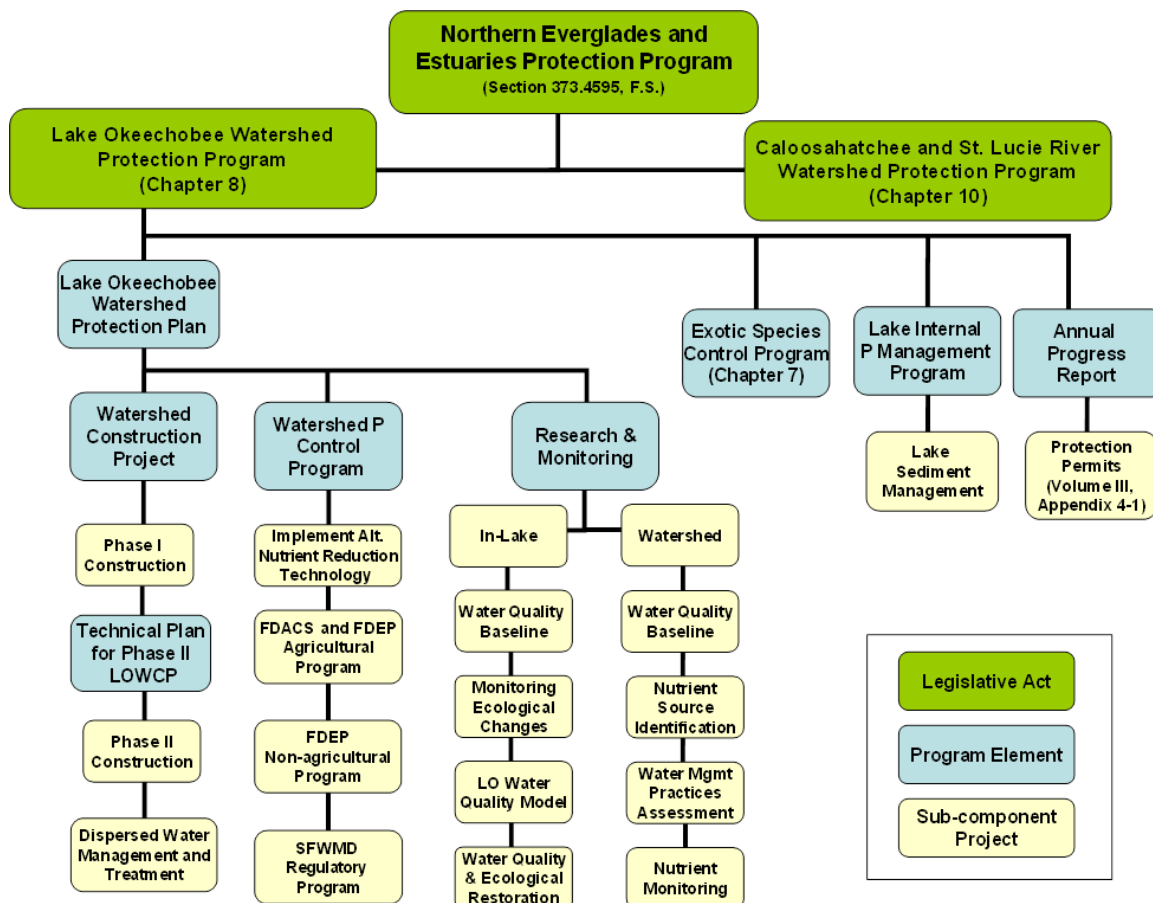 Northern Everglades and
Estuaries Protection Program
(Section 373.4595, F.S.)
Lake Okeechobee Watershed
Protection Program
(Chapter 8)
Caloosahatchee and St. Lucie River
Watershed Protection Program
(Chapter 10)
Lake Okeechobee
Watershed
Protection Plan
Exotic Species
Control Program
(Chapter 7)
Lake Internal
P Management
Program
Annual
Progress
Report
Watershed
Construction
Project
Watershed P
Control
Program
Research &
Monitoring
Lake
Sediment
Management
Protection
Permits
(Volume III,
Appendix 4-1)
Phase I
Construction
Technical Plan
for Phase II
LOWCP
Phase II
Construction
Dispersed Water
Management and
Treatment
Implement Alt.
Nutrient Reduction
Technology
FDACS and FDEP
Agricultural
Program
FDEP
Non-agricultural
Program
SFWMD
Regulatory
Program
In-Lake
Water Quality
Baseline
Monitoring
Ecological
Changes
LO Water
Quality Model
Water Quality
& Ecological
Restoration
Watershed
Water Quality
Baseline
Nutrient
Source
Identification
Water Mgmt
Practices
Assessment
Nutrient
Monitoring
Legislative Act
Program Element
Sub-component
Project